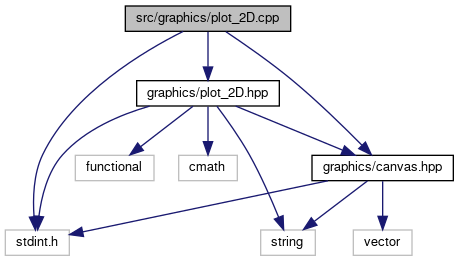 src/graphics/plot_2D.cpp
graphics/plot_2D.hpp
functional
cmath
graphics/canvas.hpp
stdint.h
string
vector